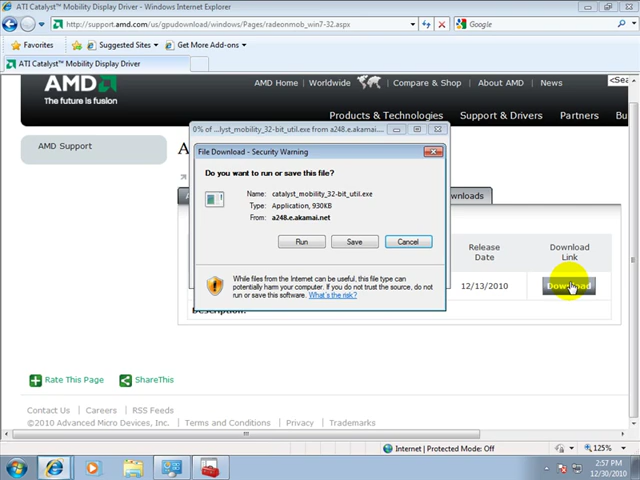 ATI Catalyst™ Mobility Display Driver - Windows Internet Explorer
http://support.amd.com/us/gpudownload/windows/Pages/radeonmob_win7-32.aspx
Google
Favorites
Suggested Sites
Get More Add-ons
ATI Catalyst™ Mobility Display Driver
AMD
The future is fusion
AMD Home
Worldwide
Compare & Shop
About AMD
News
Products & Technologies
Support & Drivers
Partners
AMD Support
0% of ...lyst_mobility_32-bit_util.exe from a248.e.akamai....
File Download - Security Warning
Do you want to run or save this file?
Name: catalyst_mobility_32-bit_util.exe
Type: Application, 930KB
From: a248.e.akamai.net
Run
Save
Cancel
While files from the Internet can be useful, this file type can
potentially harm your computer. If you do not trust the source, do not
run or save this software. What's the risk?
Release
Date
Download
Link
12/13/2010
Download
Description:
Rate This Page
ShareThis
Contact Us
Careers
RSS Feeds
©2010 Advanced Micro Devices, Inc.
Terms and Conditions
Privacy
Trademarks
Internet | Protected Mode: Off
125%
2:57 PM
12/30/2010